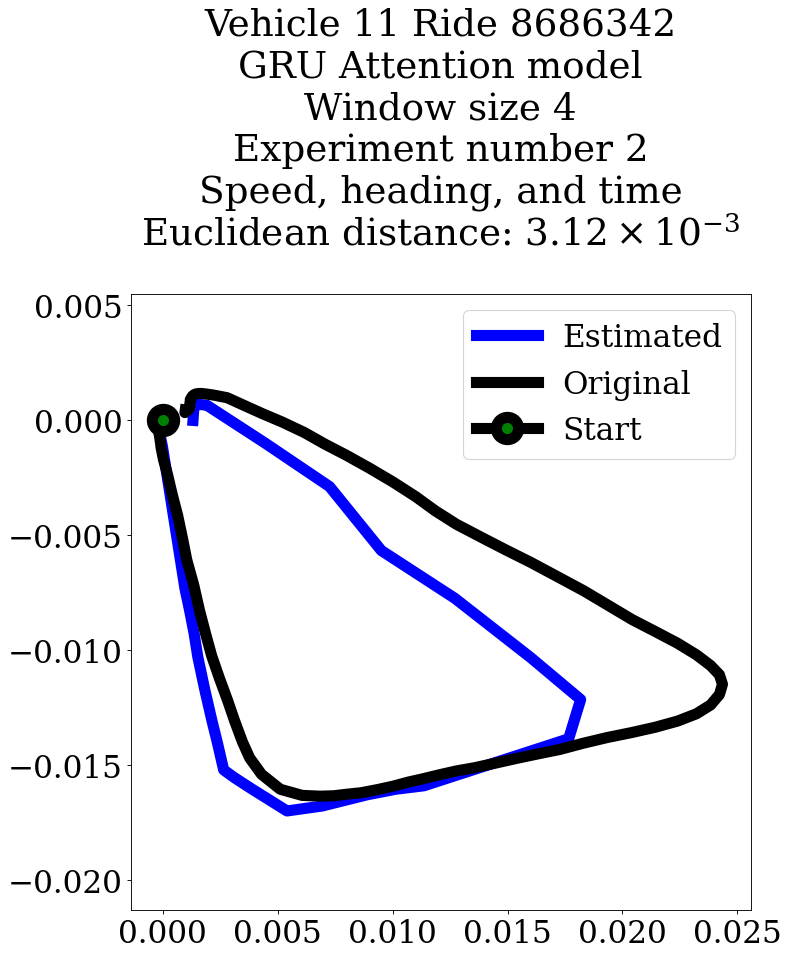 Vehicle 11 Ride 8686342
GRU Attention model
Window size 4
Experiment number 2
Speed, heading, and time
Euclidean distance: 3.12 × 10⁻³
0.005
Estimated
Original
Start
0.000
−0.005
−0.010
−0.015
−0.020
0.000 0.005 0.010 0.015 0.020 0.025